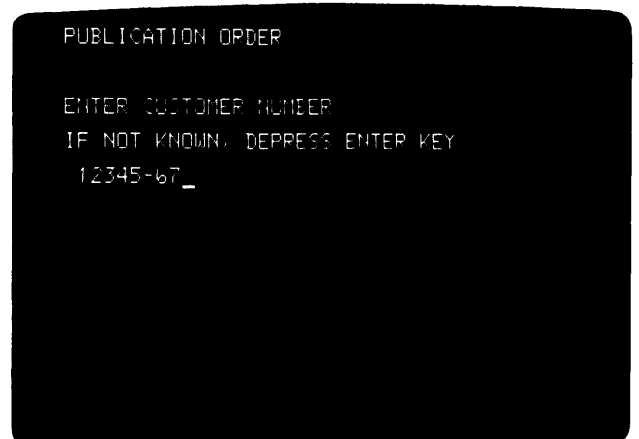 PUBLICATION ORDER
ENTER CUSTOMER NUMBER
IF NOT KNOWN, DEPRESS ENTER KEY
12345-67_